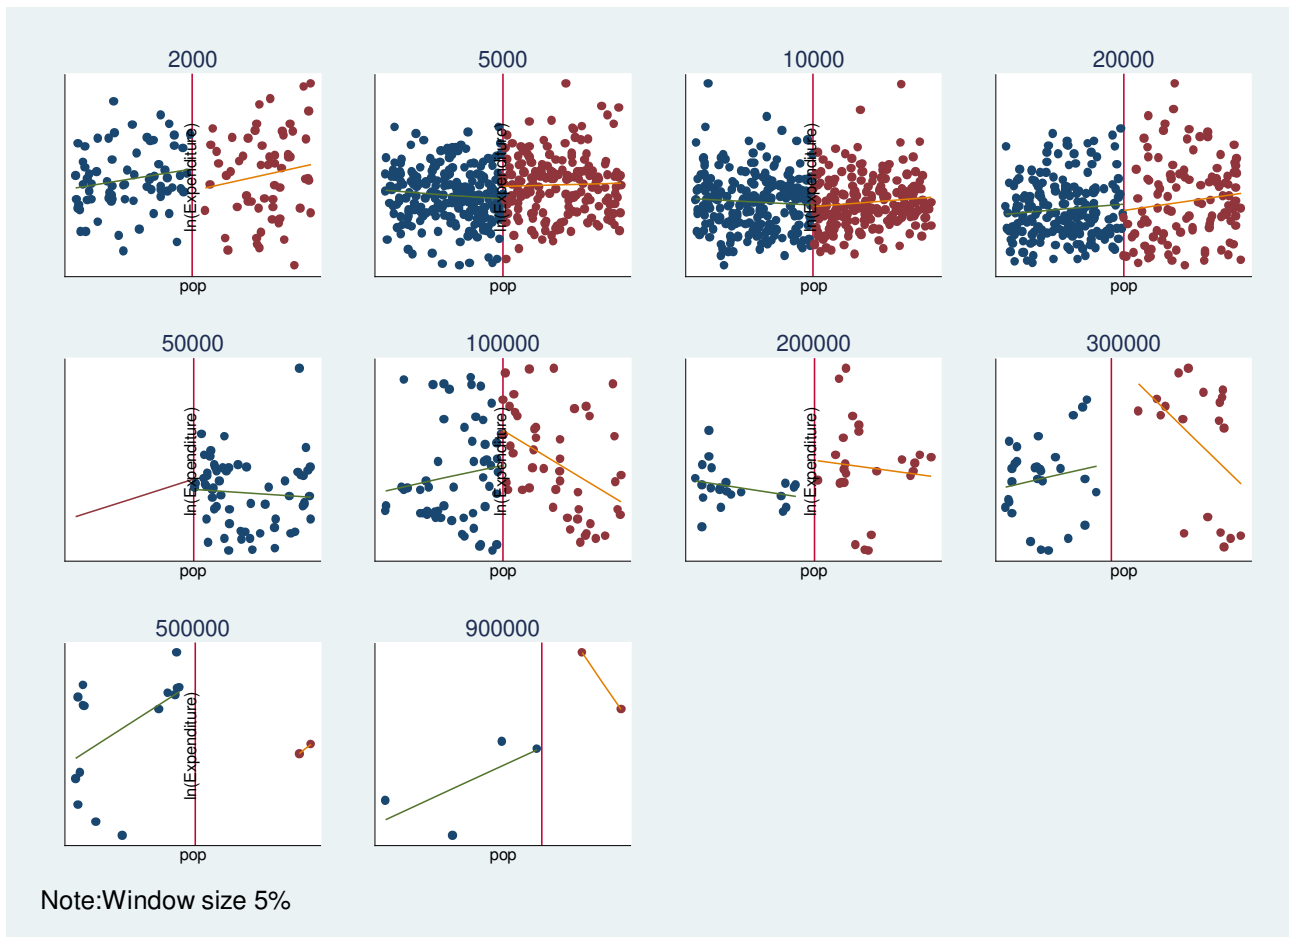 2000
5000
10000
20000
ln(Expenditure)
ln(Expenditure)
ln(Expenditure)
pop
pop
pop
pop
50000
100000
200000
300000
ln(Expenditure)
ln(Expenditure)
ln(Expenditure)
pop
pop
pop
pop
500000
900000
ln(Expenditure)
pop
pop
Note:Window size 5%